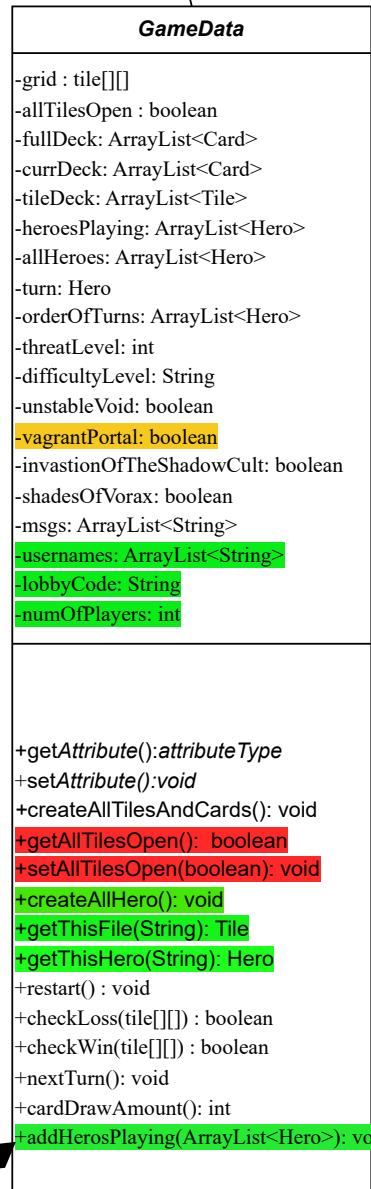 GameData
-grid : tile[][]
-allTilesOpen : boolean
-fullDeck: ArrayList<Card>
-currDeck: ArrayList<Card>
-tileDeck: ArrayList<Tile>
-heroesPlaying: ArrayList<Hero>
-allHeroes: ArrayList<Hero>
-turn: Hero
-orderOfTurns: ArrayList<Hero>
-threatLevel: int
-difficultyLevel: String
-unstableVoid: boolean
-vagrantPortal: boolean
-invastionOfTheShadowCult: boolean
-shadesOfVorax: boolean
-msgs: ArrayList<String>
-usernames: ArrayList<String>
-lobbyCode: String
-numOfPlayers: int
+getAttribute():attributeType
+setAttribute():void
+createAllTilesAndCards(): void
+getAllTilesOpen():  boolean
+setAllTilesOpen(boolean): void
+createAllHero(): void
+getThisFile(String): Tile
+getThisHero(String): Hero
+restart() : void
+checkLoss(tile[][]) : boolean
+checkWin(tile[][]) : boolean
+nextTurn(): void
+cardDrawAmount(): int
+addHerosPlaying(ArrayList<Hero>): vo